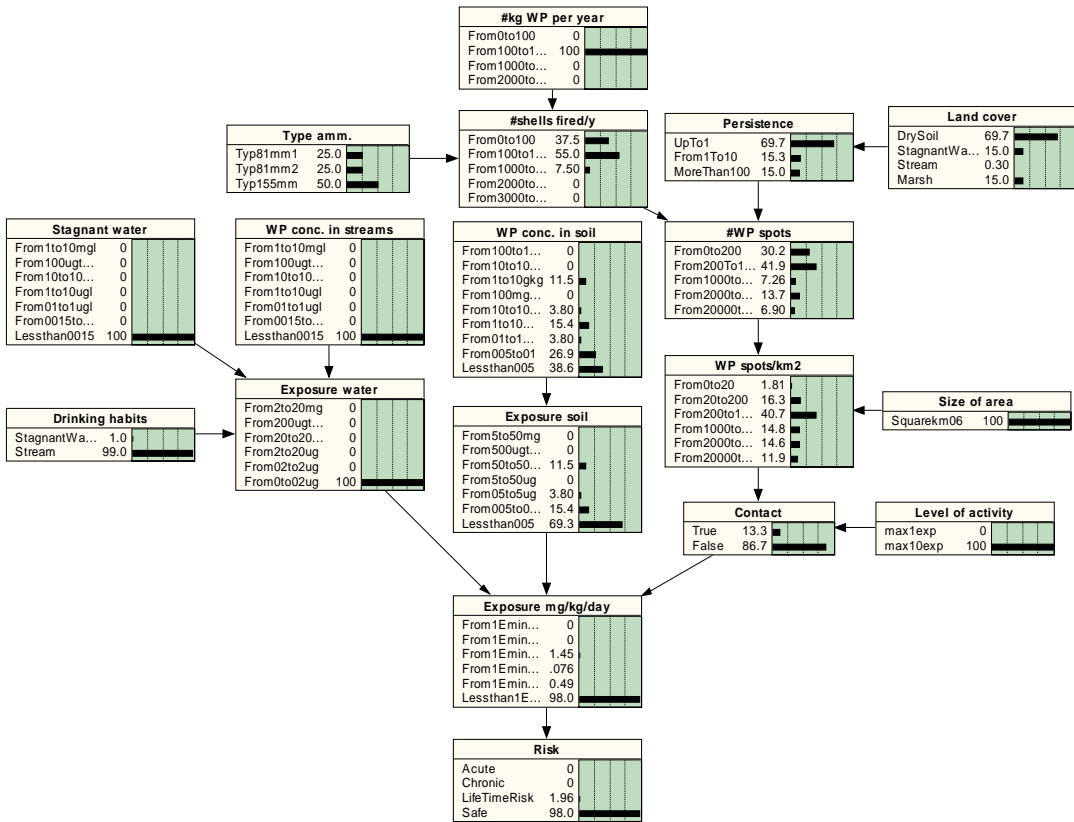 #kg WP per year
From0to100 0
From100to1... 100
From1000to... 0
From2000to... 0
#shells fired/y
From0to100 37.5
From100to1... 55.0
From1000to... 7.50
From2000to... 0
From3000to... 0
Type amm.
Typ81mm1 25.0
Typ81mm2 25.0
Typ155mm 50.0
Persistence
UpTo1 69.7
From1To10 15.3
MoreThan100 15.0
Land cover
DrySoil 69.7
StagnantWa... 15.0
Stream 0.30
Marsh 15.0
Stagnant water
From1to10mgl 0
From100ugt... 0
From10to10... 0
From1to10ugl 0
From01to1ugl 0
From0015to... 0
Lessthan0015 100
WP conc. in streams
From1to10mgl 0
From100ugt... 0
From10to10... 0
From1to10ugl 0
From01to1ugl 0
From0015to... 0
Lessthan0015 100
WP conc. in soil
From100to1... 0
From10to10... 0
From1to10gkg 11.5
From100mg... 0
From10to10... 3.80
From1to10... 15.4
From01to1... 3.80
From005to01 26.9
Lessthan005 38.6
#WP spots
From0to200 30.2
From200To1... 41.9
From1000to... 7.26
From2000to... 13.7
From20000t... 6.90
Exposure water
From2to20mg 0
From200ugt... 0
From20to20... 0
From2to20ug 0
From02to2ug 0
From0to02ug 100
Drinking habits
StagnantWa... 1.0
Stream 99.0
Exposure soil
From5to50mg 0
From500ugt... 0
From50to50... 11.5
From5to50ug 0
From05to5ug 3.80
From005to0... 15.4
Lessthan005 69.3
WP spots/km2
From0to20 1.81
From20to200 16.3
From200to1... 40.7
From1000to... 14.8
From2000to... 14.6
From20000t... 11.9
Size of area
Squarekm06 100
Contact
True 13.3
False 86.7
Level of activity
max1exp 0
max10exp 100
Exposure mg/kg/day
From1Emin... 0
From1Emin... 0
From1Emin... 1.45
From1Emin... .076
From1Emin... 0.49
Lessthan1E... 98.0
Risk
Acute 0
Chronic 0
LifeTimeRisk 1.96
Safe 98.0